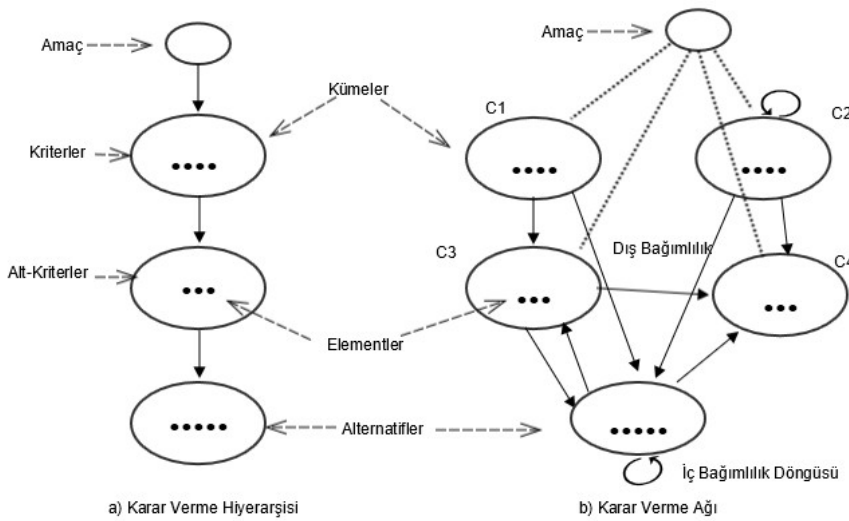 Amaç
Amaç
Kümeler
C1
C2
Kriterler
Dış Bağımlılık
C3
C4
Alt-Kriterler
Elementler
Alternatifler
İç Bağımlılık Döngüsü
a) Karar Verme Hiyerarşisi
b) Karar Verme Ağı